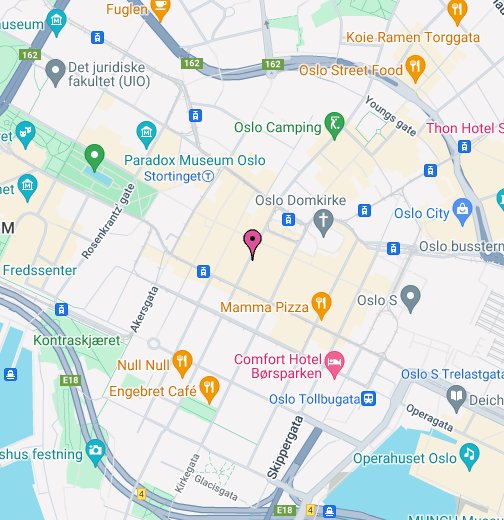 Fuglen
museum
Koie Ramen Torggata
162
162
162
Det juridiske
fakultet (UIO)
Oslo Street Food
Youngs gate
Oslo Camping
Thon Hotel S
Paradox Museum Oslo
Stortinget T
Rosenkrantz' gate
Oslo Domkirke
Oslo City
M
Oslo bussterm
Fredssenter
Akersgata
Oslo S
Mamma Pizza
Kontraskjæret
Null Null
Comfort Hotel
Børsparken
E18
Engebret Café
Oslo S Trelastgata
Oslo Tollbugata
Deich
Operagata
Skippergata
shus festning
Kirkegata
Operahuset Oslo
Glacisgata
4
4
E18
MUNCH Museum